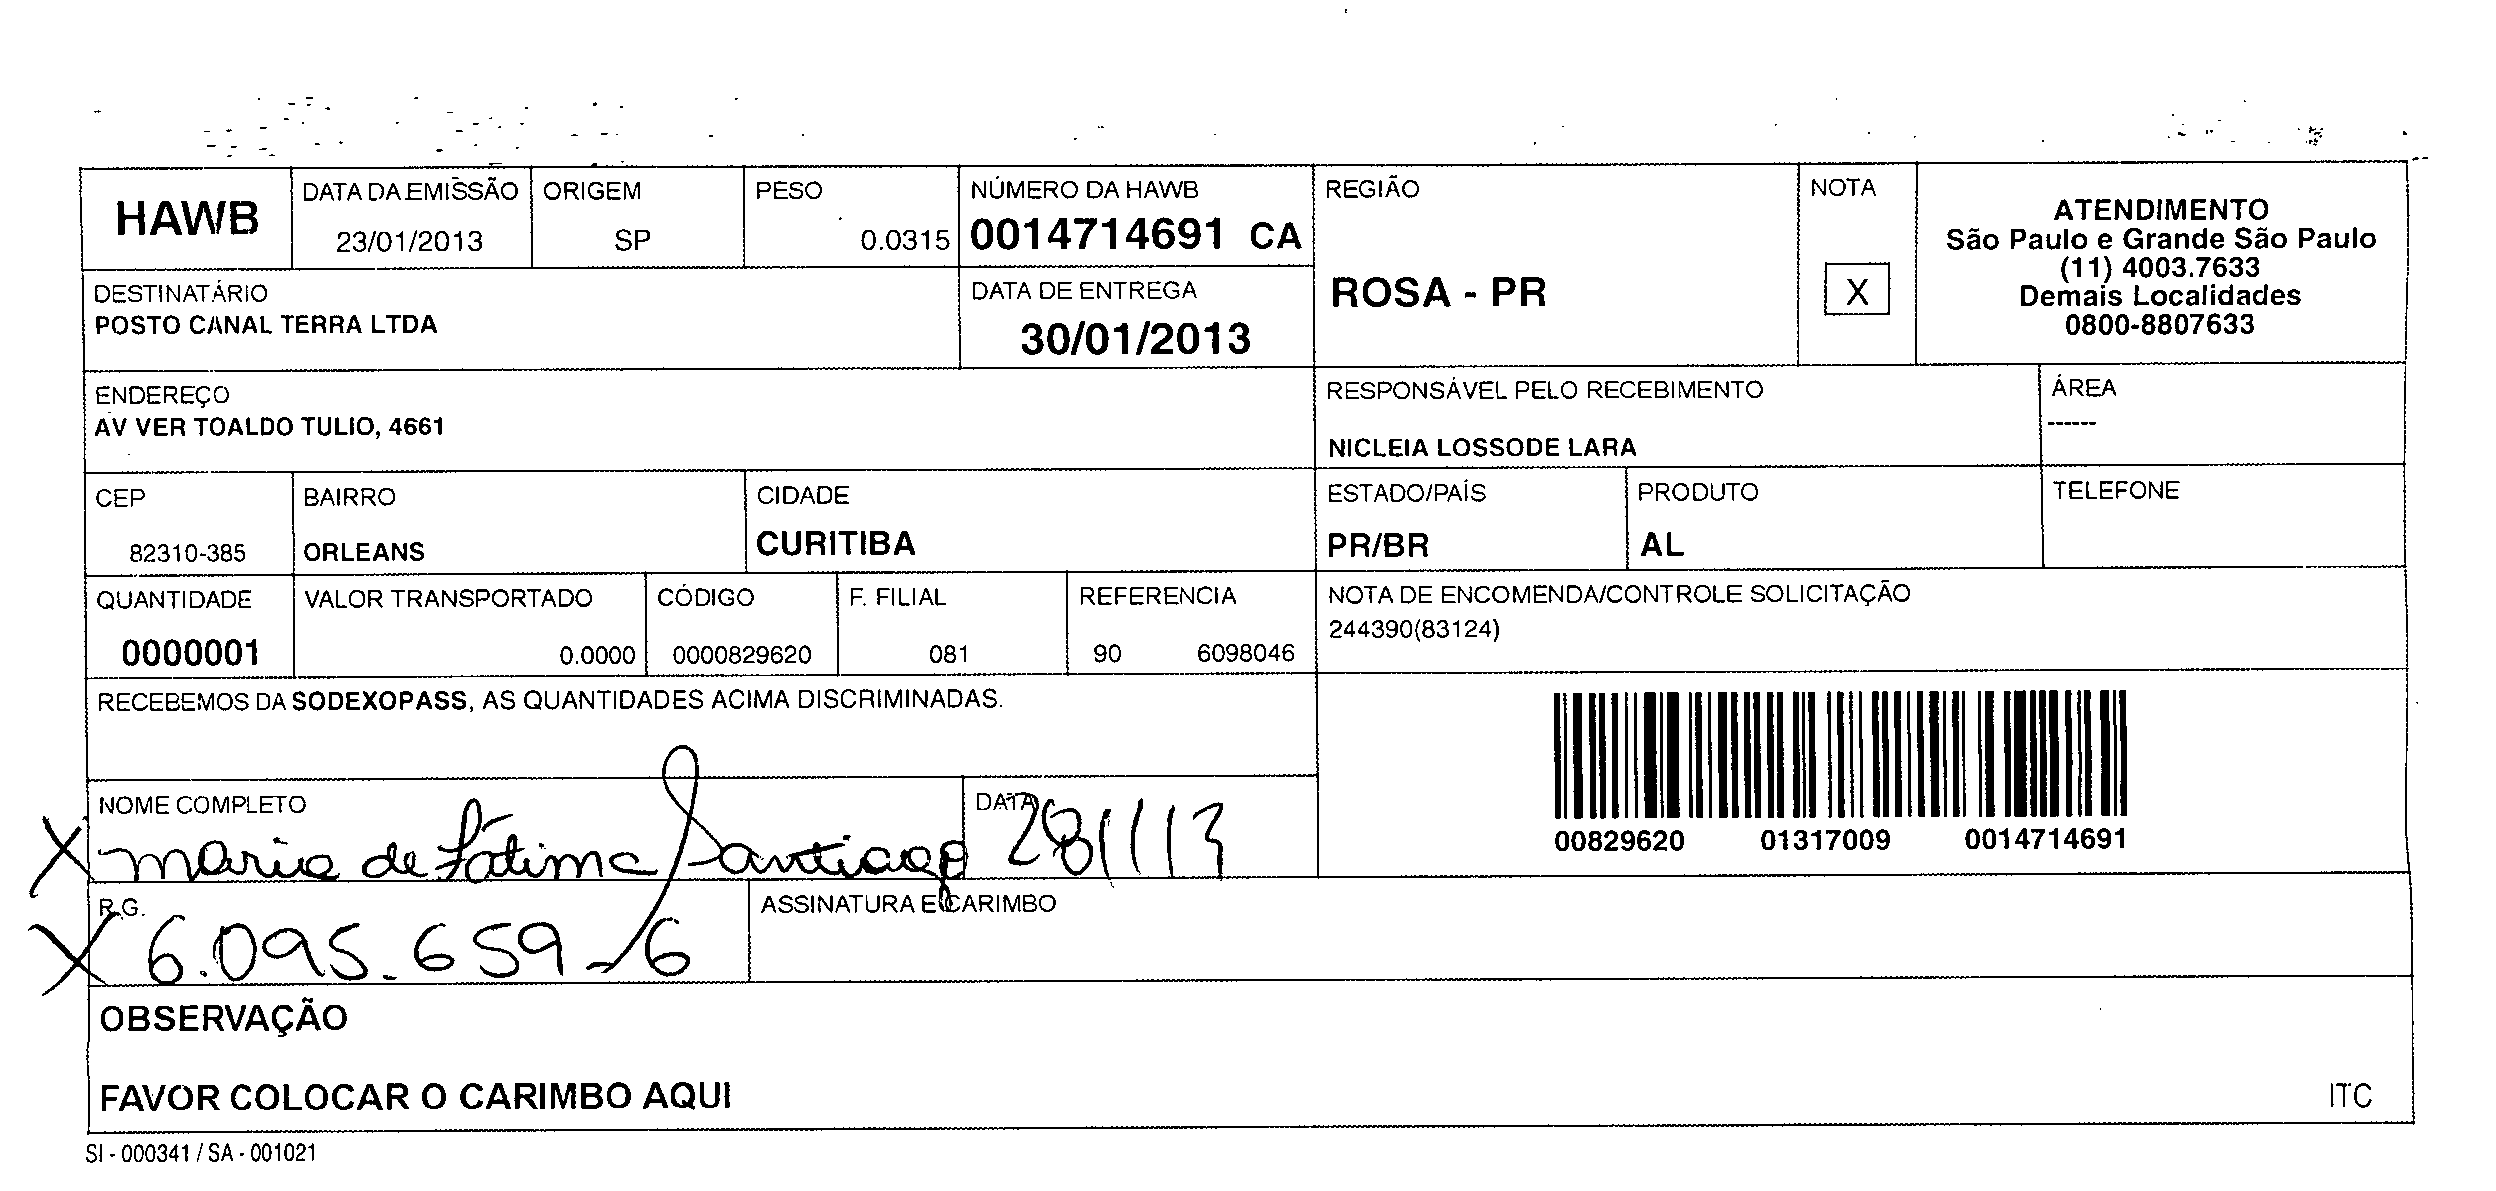 HAWB
DATA DA EMISSÃO
23/01/2013
ORIGEM
SP
PESO
0.0315
NÚMERO DA HAWB
0014714691 CA
REGIÃO
ROSA - PR
NOTA
X
ATENDIMENTO
São Paulo e Grande São Paulo
(11) 4003.7633
Demais Localidades
0800-8807633
DESTINATÁRIO
POSTO CANAL TERRA LTDA
DATA DE ENTREGA
30/01/2013
ENDEREÇO
AV VER TOALDO TULIO, 4661
RESPONSÁVEL PELO RECEBIMENTO
NICLEIA LOSSODE LARA
ÁREA
------
CEP
82310-385
BAIRRO
ORLEANS
CIDADE
CURITIBA
ESTADO/PAÍS
PR/BR
PRODUTO
AL
TELEFONE
QUANTIDADE
0000001
VALOR TRANSPORTADO
0.0000
CÓDIGO
0000829620
F. FILIAL
081
REFERENCIA
90 6098046
NOTA DE ENCOMENDA/CONTROLE SOLICITAÇÃO
244390(83124)
RECEBEMOS DA SODEXOPASS, AS QUANTIDADES ACIMA DISCRIMINADAS.
00829620 01317009 0014714691
NOME COMPLETO
X Maria de Fátima Santiago
DATA
28/1/13
R.G.
X 6.095.659-6
ASSINATURA E CARIMBO
OBSERVAÇÃO
FAVOR COLOCAR O CARIMBO AQUI
ITC
SI - 000341 / SA - 001021